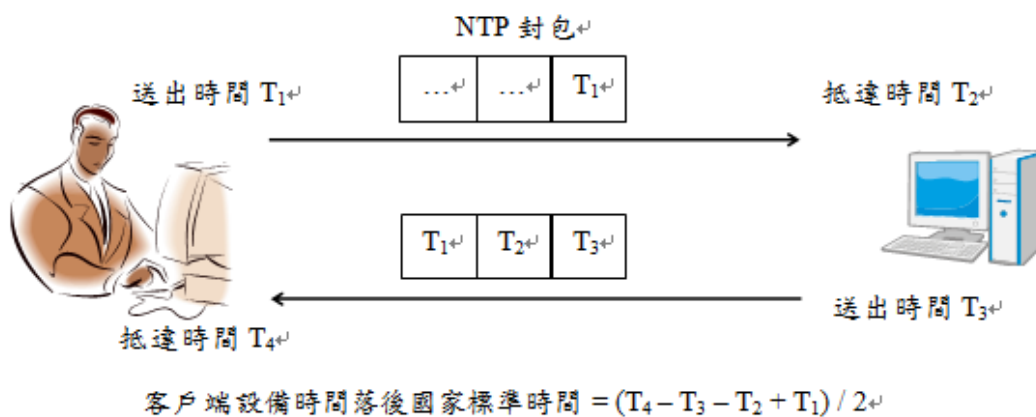 NTP 封包↵
送出時間 T₁↵
…↵ …↵ T₁↵
抵達時間 T₂↵
T₁↵ T₂↵ T₃↵
送出時間 T₃↵
抵達時間 T₄↵
客戶端設備時間落後國家標準時間 = (T₄ – T₃ – T₂ + T₁) / 2↵